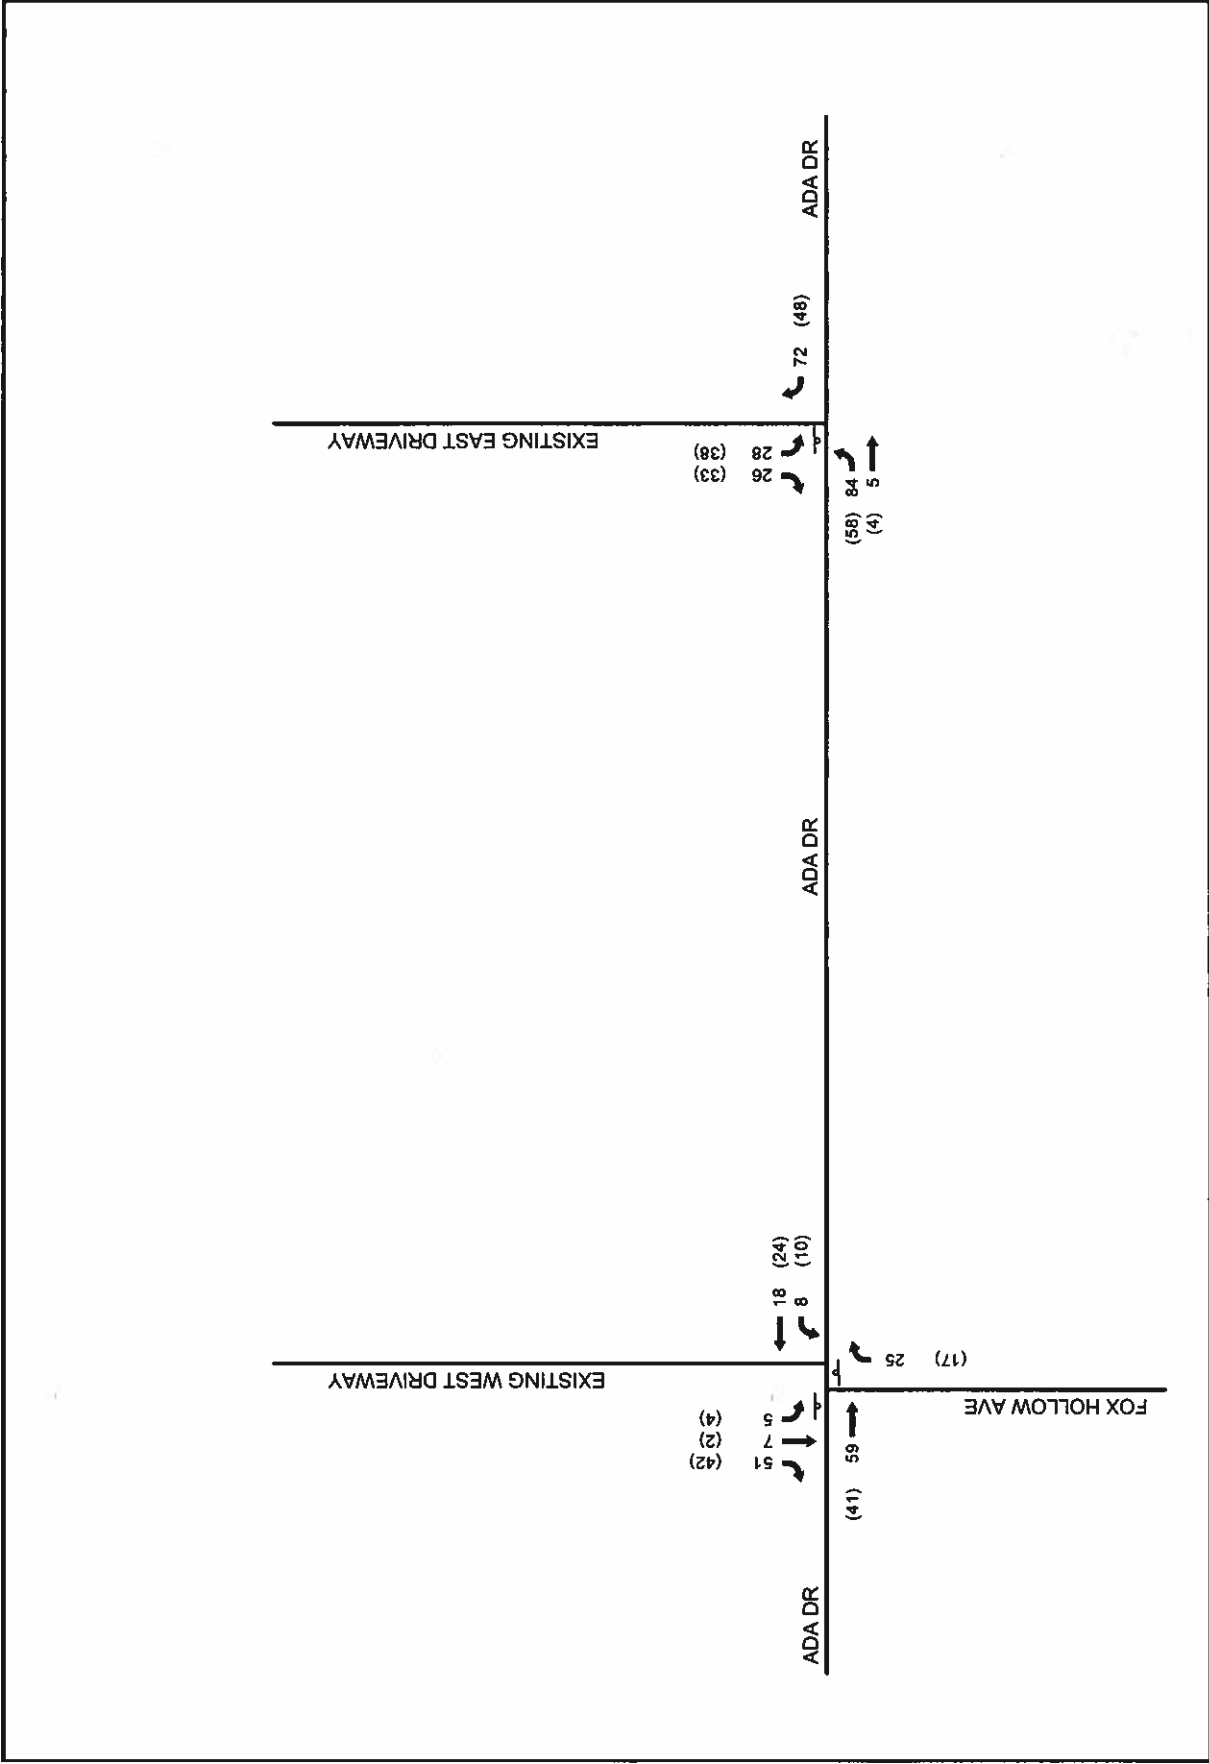 EXISTING WEST DRIVEWAY
EXISTING EAST DRIVEWAY
51 (42)
7 (2)
5 (4)
18 (24)
8 (10)
26 (33)
28 (38)
72 (48)
ADA DR
ADA DR
ADA DR
(41) 59
25 (17)
(58) 84
(4) 5
FOX HOLLOW AVE